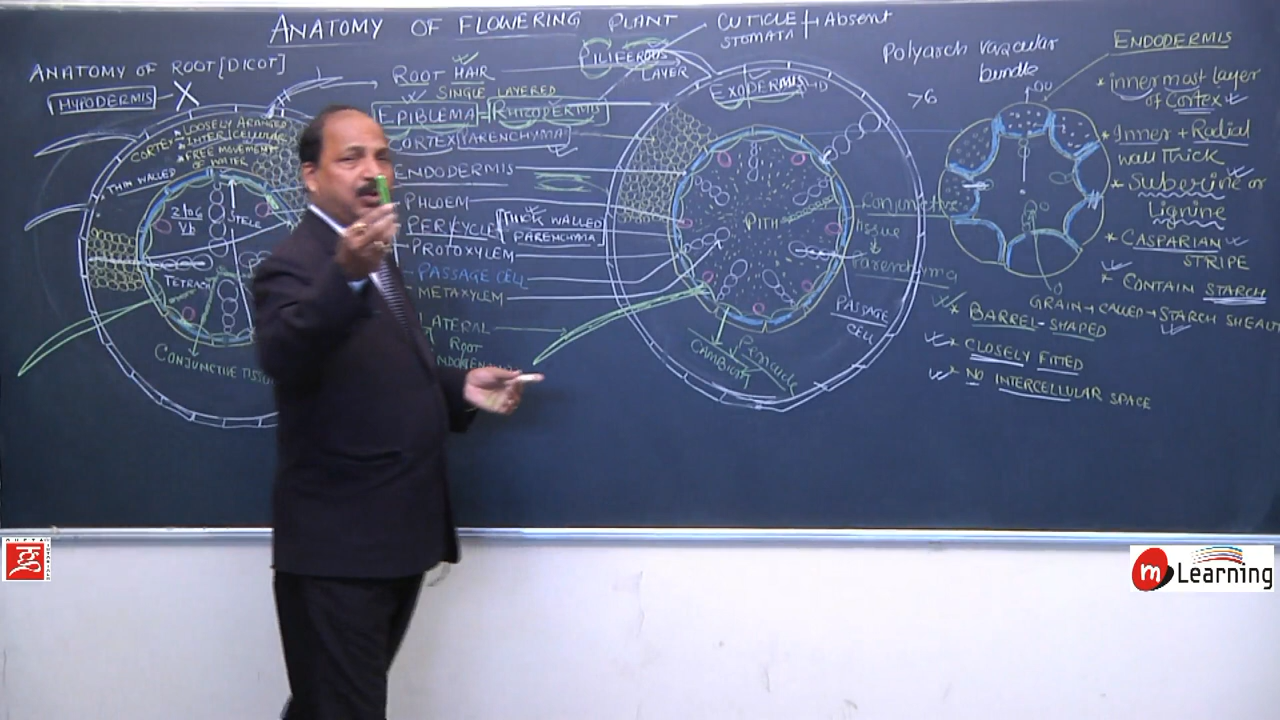 ANATOMY OF FLOWERING PLANT
CUTICLE + Absent
STOMATA
ANATOMY OF ROOT [DICOT]
HYPODERMIS
LOOSELY ARRANGED
CORTEX
INTERCELLULAR
FREE MOVEMENT
OF WATER
THIN WALLED
2 to 6
Vb
STELE
TETRACH
CONJUNCTIVE TISSU
ROOT HAIR
PILIFEROUS
LAYER
SINGLE LAYERED
EPIBLEMA = RHIZODERMIS
CORTEX (PARENCHYMA)
ENDODERMIS
PHLOEM
PERICYCLE
THICK WALLED
PARENCHYMA
PROTOXYLEM
PASSAGE CELL
METAXYLEM
LATERAL
ROOT
EXODERMIS
PITH
Conjunctive
tissue
Parenchyma
PASSAGE
CELL
CAMBIUM
Pericycle
Polyarch vascular
bundle
>6
ENDODERMIS
* innermost layer
of Cortex
* Inner + Radial
wall Thick
* suberine or
Lignine
* CASPARIAN
STRIPE
* CONTAIN STARCH
GRAIN → CALLED → STARCH SHEATH
* BARREL-SHAPED
* CLOSELY FITTED
* NO INTERCELLULAR SPACE
m Learning